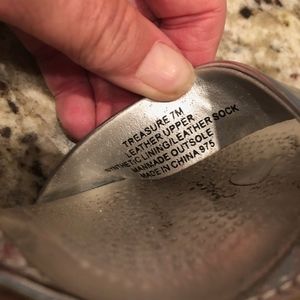 TREASURE 7M
LEATHER UPPER
SYNTHETIC LINING/LEATHER SOCK
MANMADE OUTSOLE
MADE IN CHINA 975